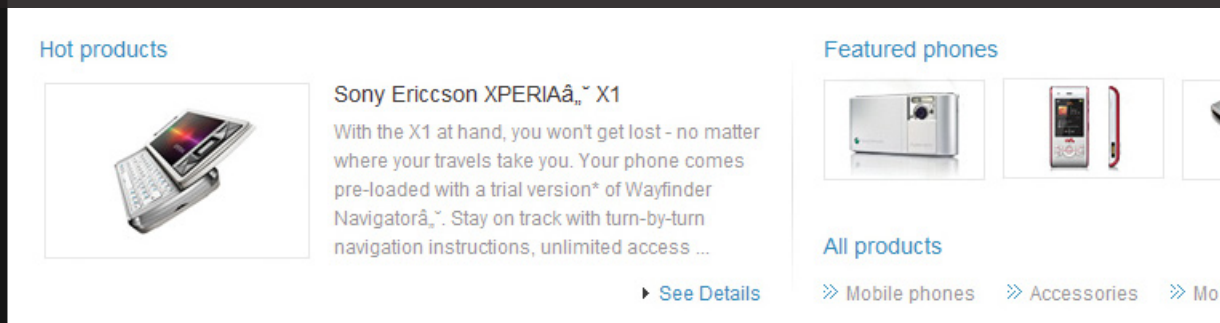 Hot products
Sony Ericcson XPERIAâ„˘ X1
With the X1 at hand, you won't get lost - no matter
where your travels take you. Your phone comes
pre-loaded with a trial version* of Wayfinder
Navigatorâ„˘. Stay on track with turn-by-turn
navigation instructions, unlimited access ...
See Details
Featured phones
All products
Mobile phones
Accessories
Mo